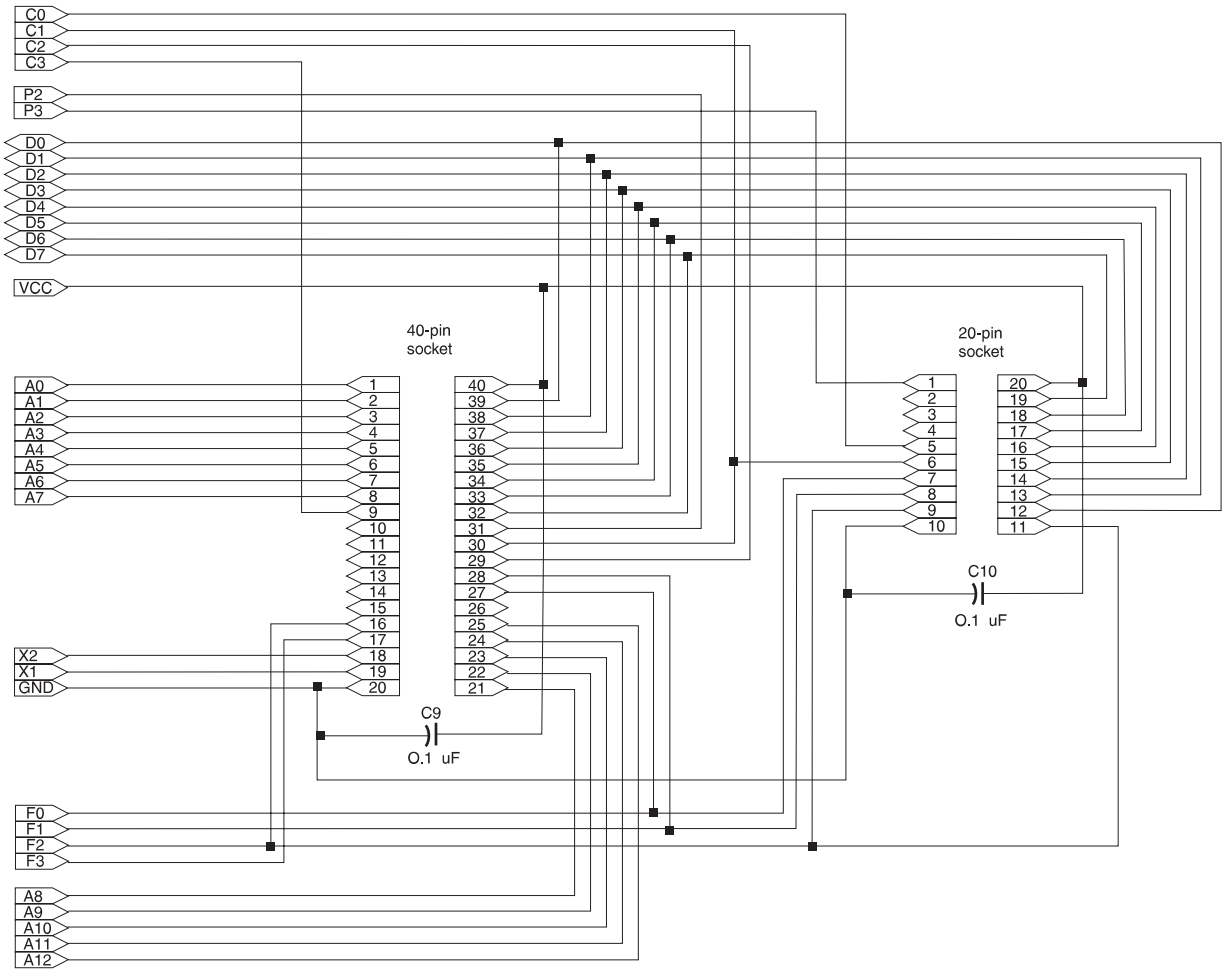 C0
C1
C2
C3
P2
P3
D0
D1
D2
D3
D4
D5
D6
D7
VCC
40-pin
socket
20-pin
socket
A0
A1
A2
A3
A4
A5
A6
A7
1
2
3
4
5
6
7
8
9
10
11
12
13
14
15
16
17
18
19
20
40
39
38
37
36
35
34
33
32
31
30
29
28
27
26
25
24
23
22
21
1
2
3
4
5
6
7
8
9
10
20
19
18
17
16
15
14
13
12
11
C10
0.1 uF
X2
X1
GND
C9
0.1 uF
F0
F1
F2
F3
A8
A9
A10
A11
A12